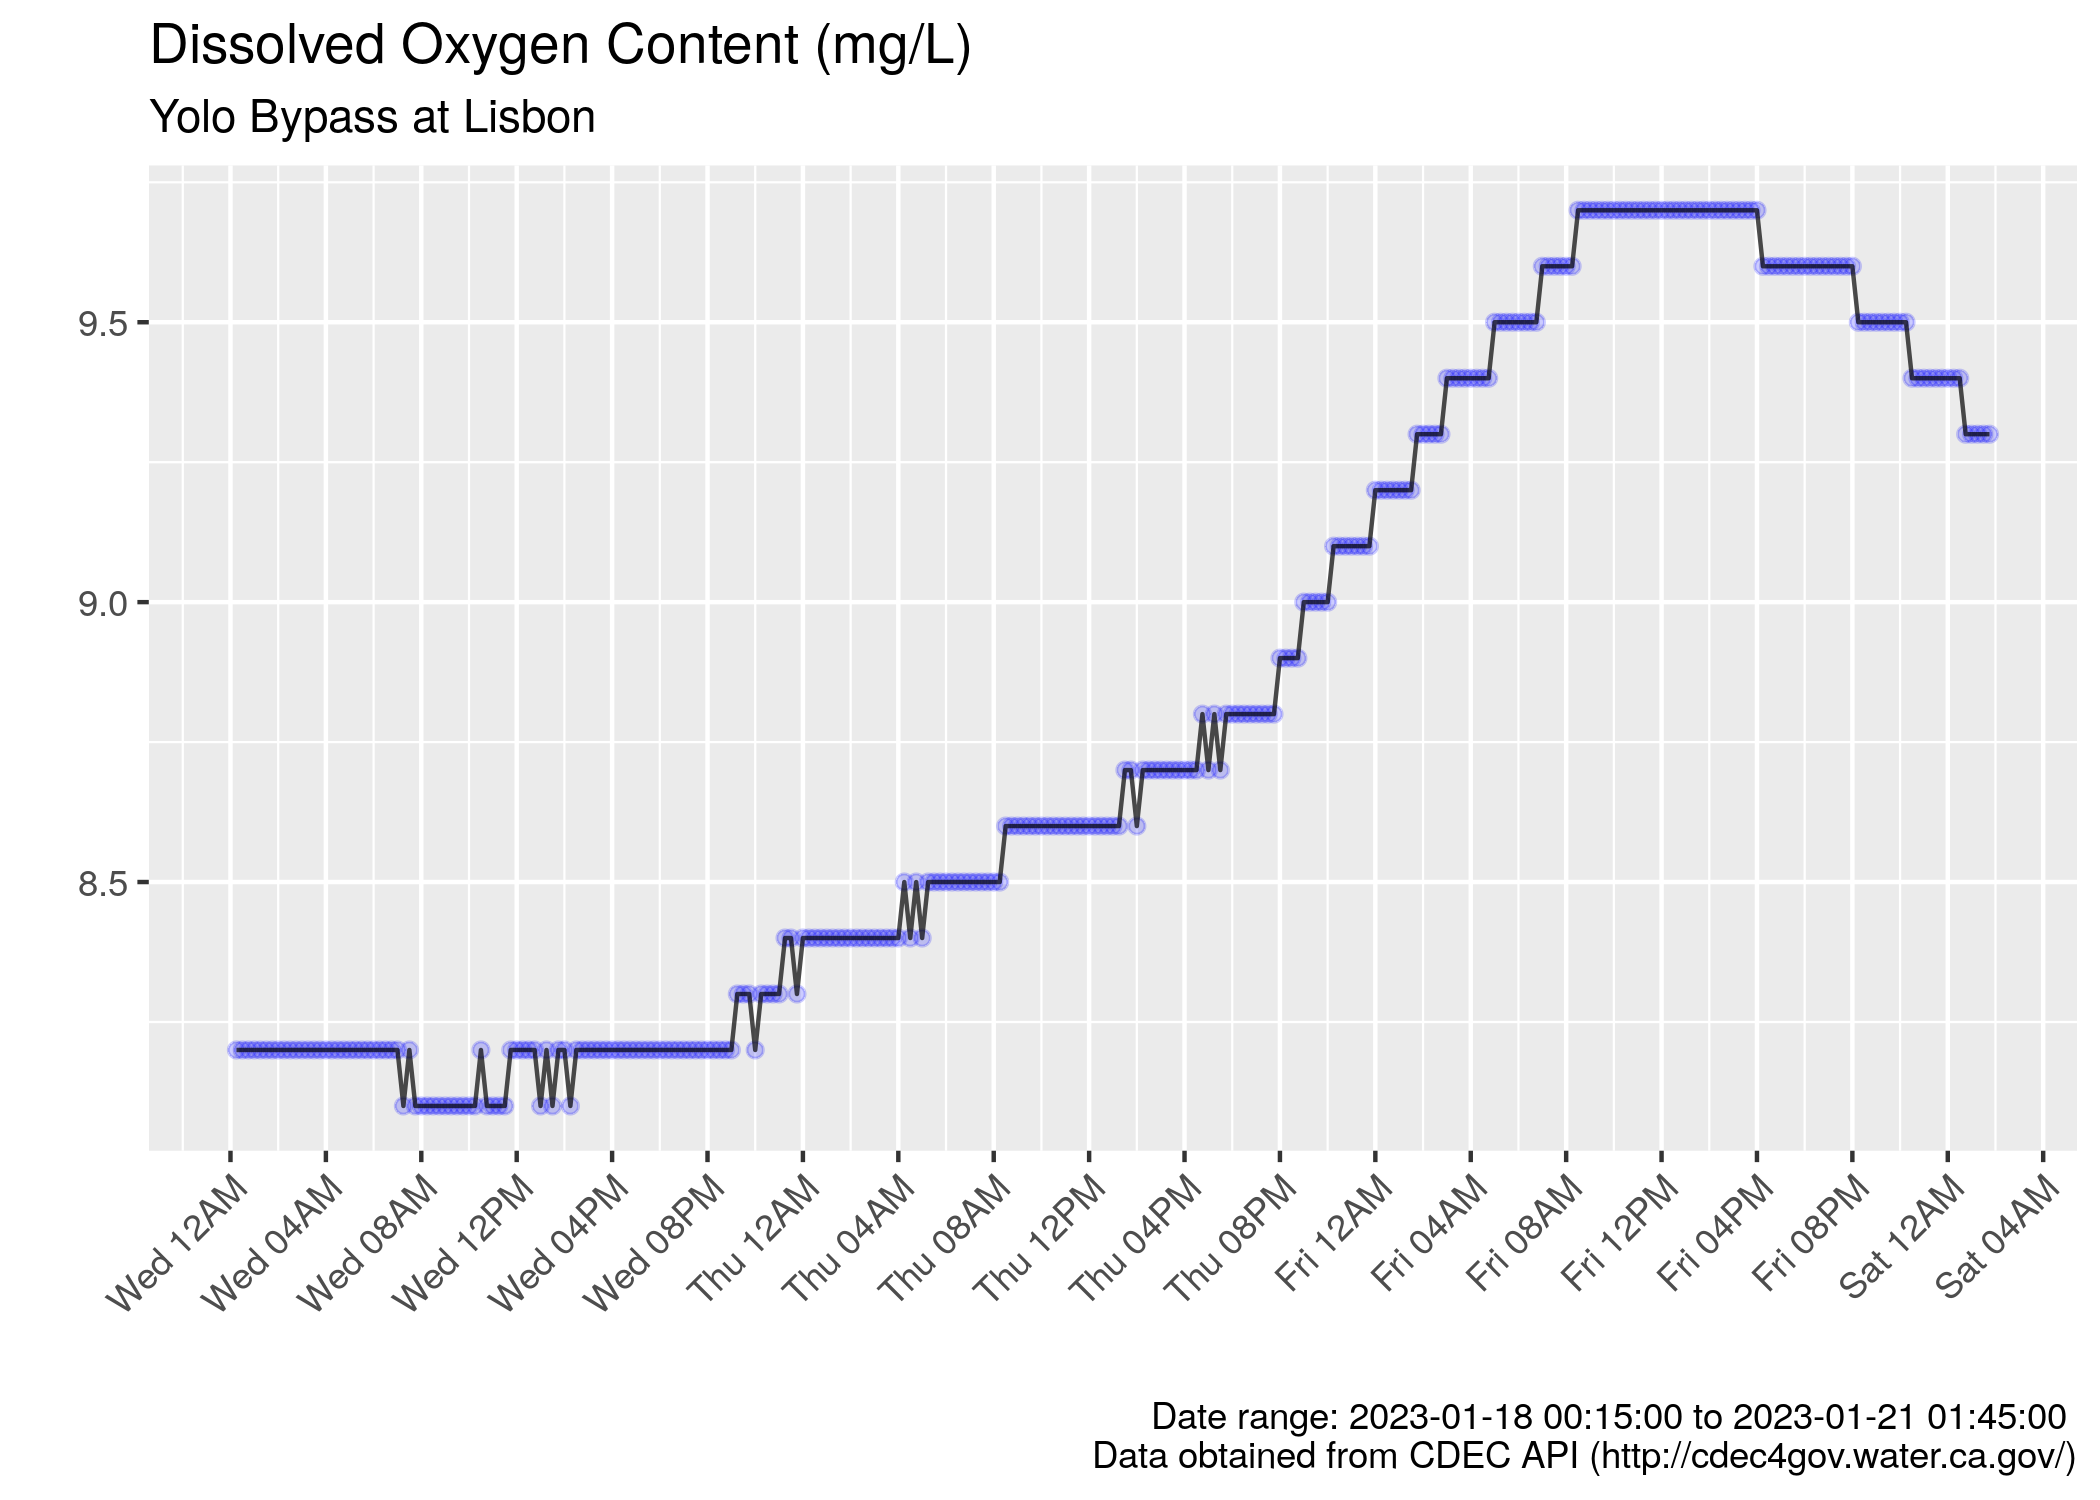 Dissolved Oxygen Content (mg/L)
Yolo Bypass at Lisbon
9.5
9.0
8.5
Wed 12AM
Wed 04AM
Wed 08AM
Wed 12PM
Wed 04PM
Wed 08PM
Thu 12AM
Thu 04AM
Thu 08AM
Thu 12PM
Thu 04PM
Thu 08PM
Fri 12AM
Fri 04AM
Fri 08AM
Fri 12PM
Fri 04PM
Fri 08PM
Sat 12AM
Sat 04AM
Date range: 2023-01-18 00:15:00 to 2023-01-21 01:45:00
Data obtained from CDEC API (http://cdec4gov.water.ca.gov/)